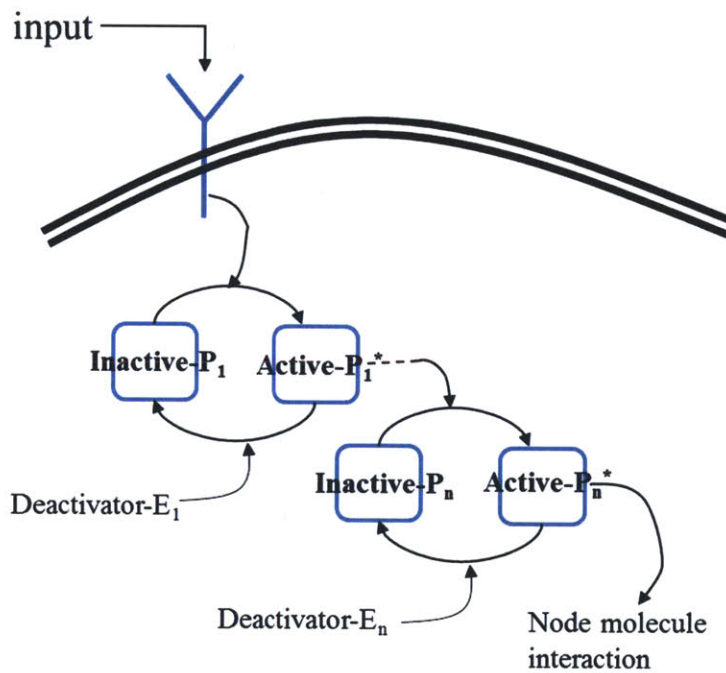 input
Inactive-P₁
Active-P₁*
Deactivator-E₁
Inactive-Pₙ
Active-Pₙ*
Deactivator-Eₙ
Node molecule
interaction